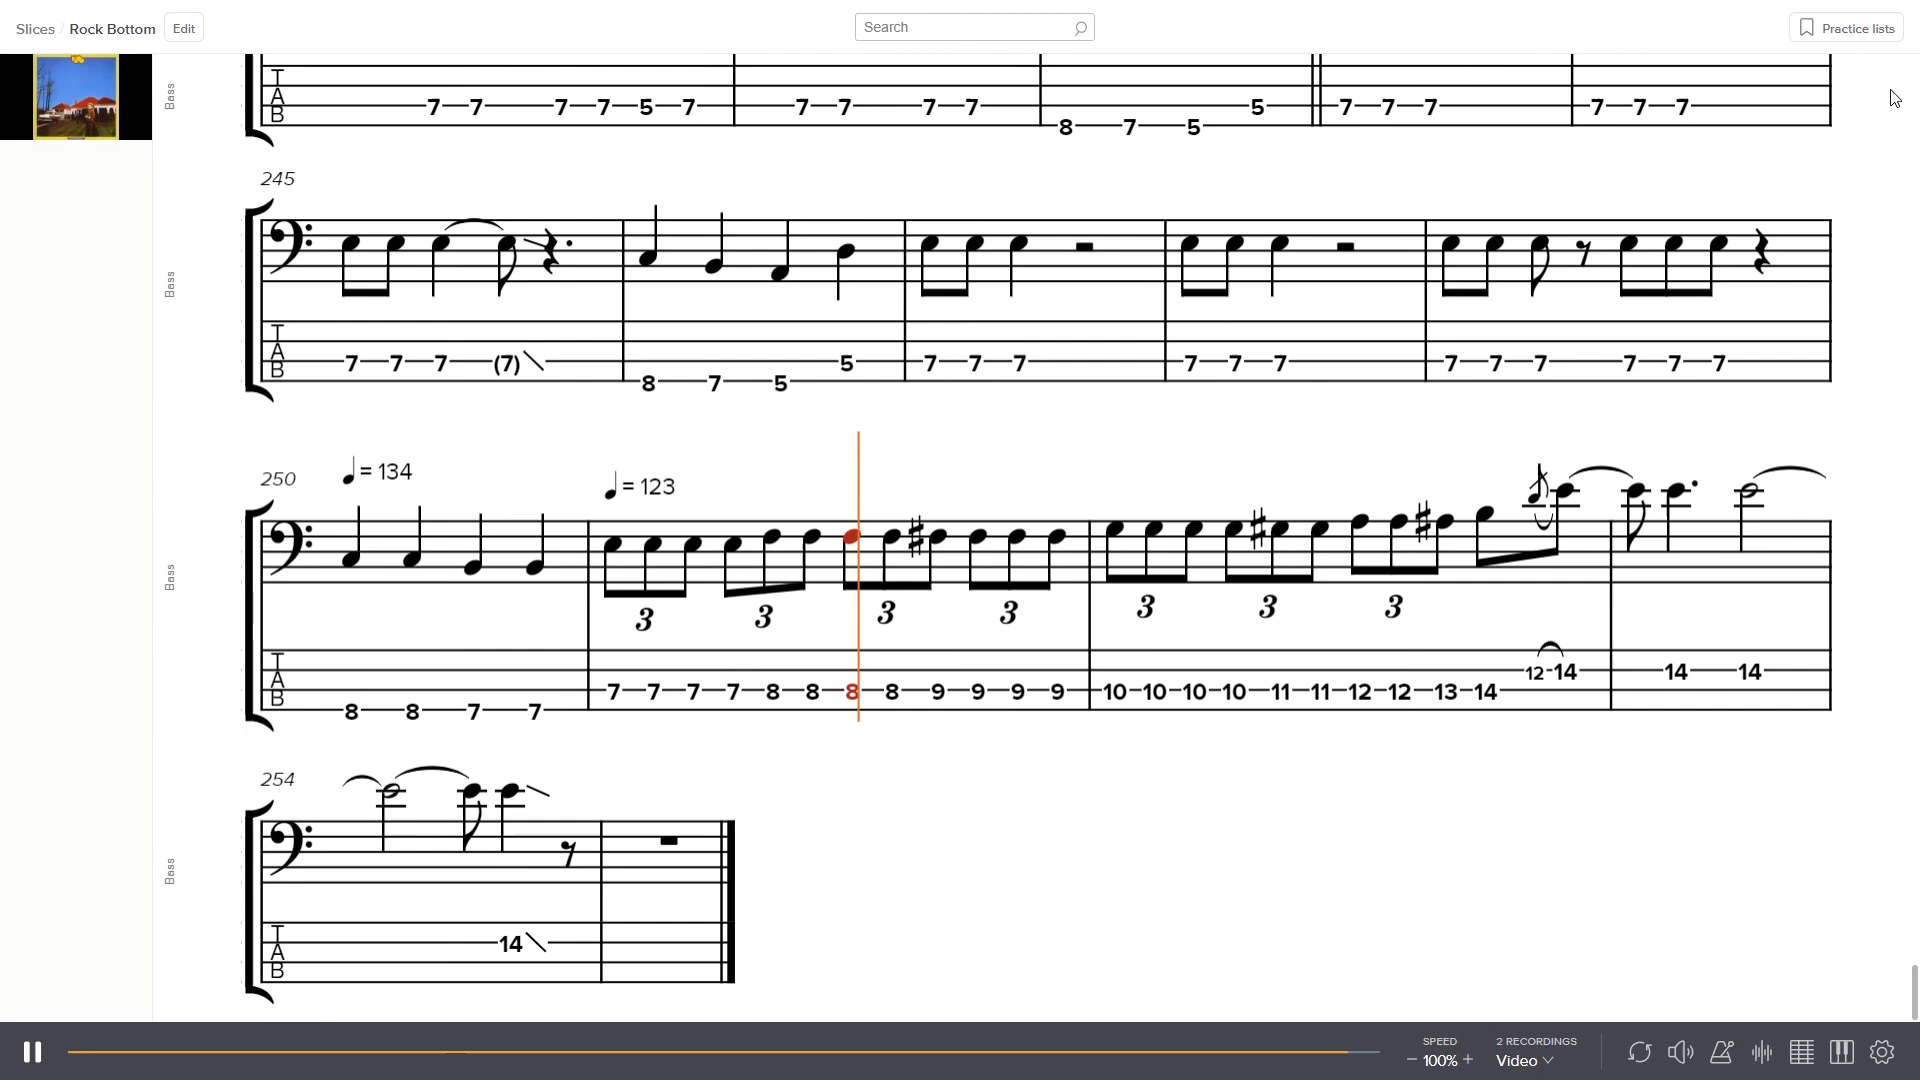 Slices / Rock Bottom Edit Search Practice lists
Bass
T A B
7 7 7 7 5 7 7 7 7 7 8 7 5 5 7 7 7 7 7 7
245
Bass
T A B
7 7 7 (7) 8 7 5 5 7 7 7 7 7 7 7 7 7 7 7 7
250 = 134 = 123
Bass
3 3 3 3 3 3 3
T A B
8 8 7 7 7 7 7 7 8 8 8 8 9 9 9 9 10 10 10 10 11 11 12 12 13 14 12 14 14 14
254
Bass
T A B
14
SPEED 2 RECORDINGS
− 100% + Video